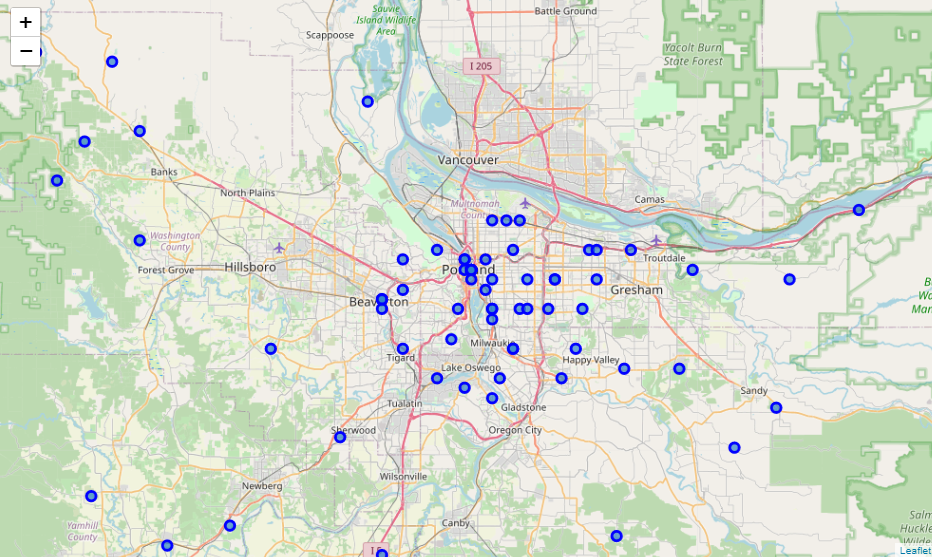 +
−
Sauvie
Island Wildlife
Area
Battle Ground
Scappoose
Yacolt Burn
State Forest
I 205
Vancouver
Banks
North Plains
Camas
Multnomah
County
Washington
County
Troutdale
Forest Grove
Hillsboro
Portland
Gresham
Beaverton
Milwaukie
Tigard
Happy Valley
Lake Oswego
Sandy
Tualatin
Gladstone
Sherwood
Oregon City
Wilsonville
Newberg
Canby
Yamhill
County
Leaflet